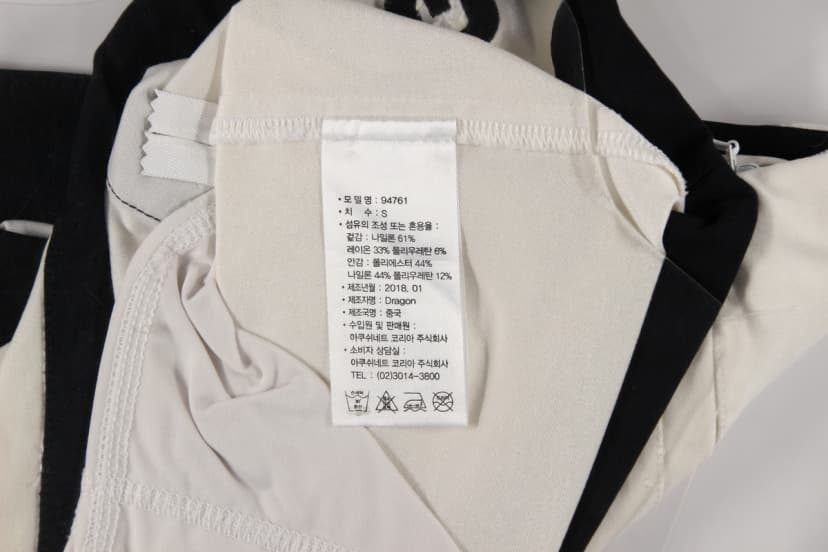 • 모 델 명 : 94761
• 치 수 : S
• 섬유의 조성 또는 혼용율 :
겉감 : 나일론 61%
레이온 33% 폴리우레탄 6%
안감 : 폴리에스터 44%
나일론 44% 폴리우레탄 12%
• 제조년월 : 2018. 01
• 제조자명 : Dragon
• 제조국명 : 중국
• 수입원 및 판매원 :
아쿠쉬네트 코리아 주식회사
• 소비자 상담실 :
아쿠쉬네트 코리아 주식회사
TEL : (02)3014-3800